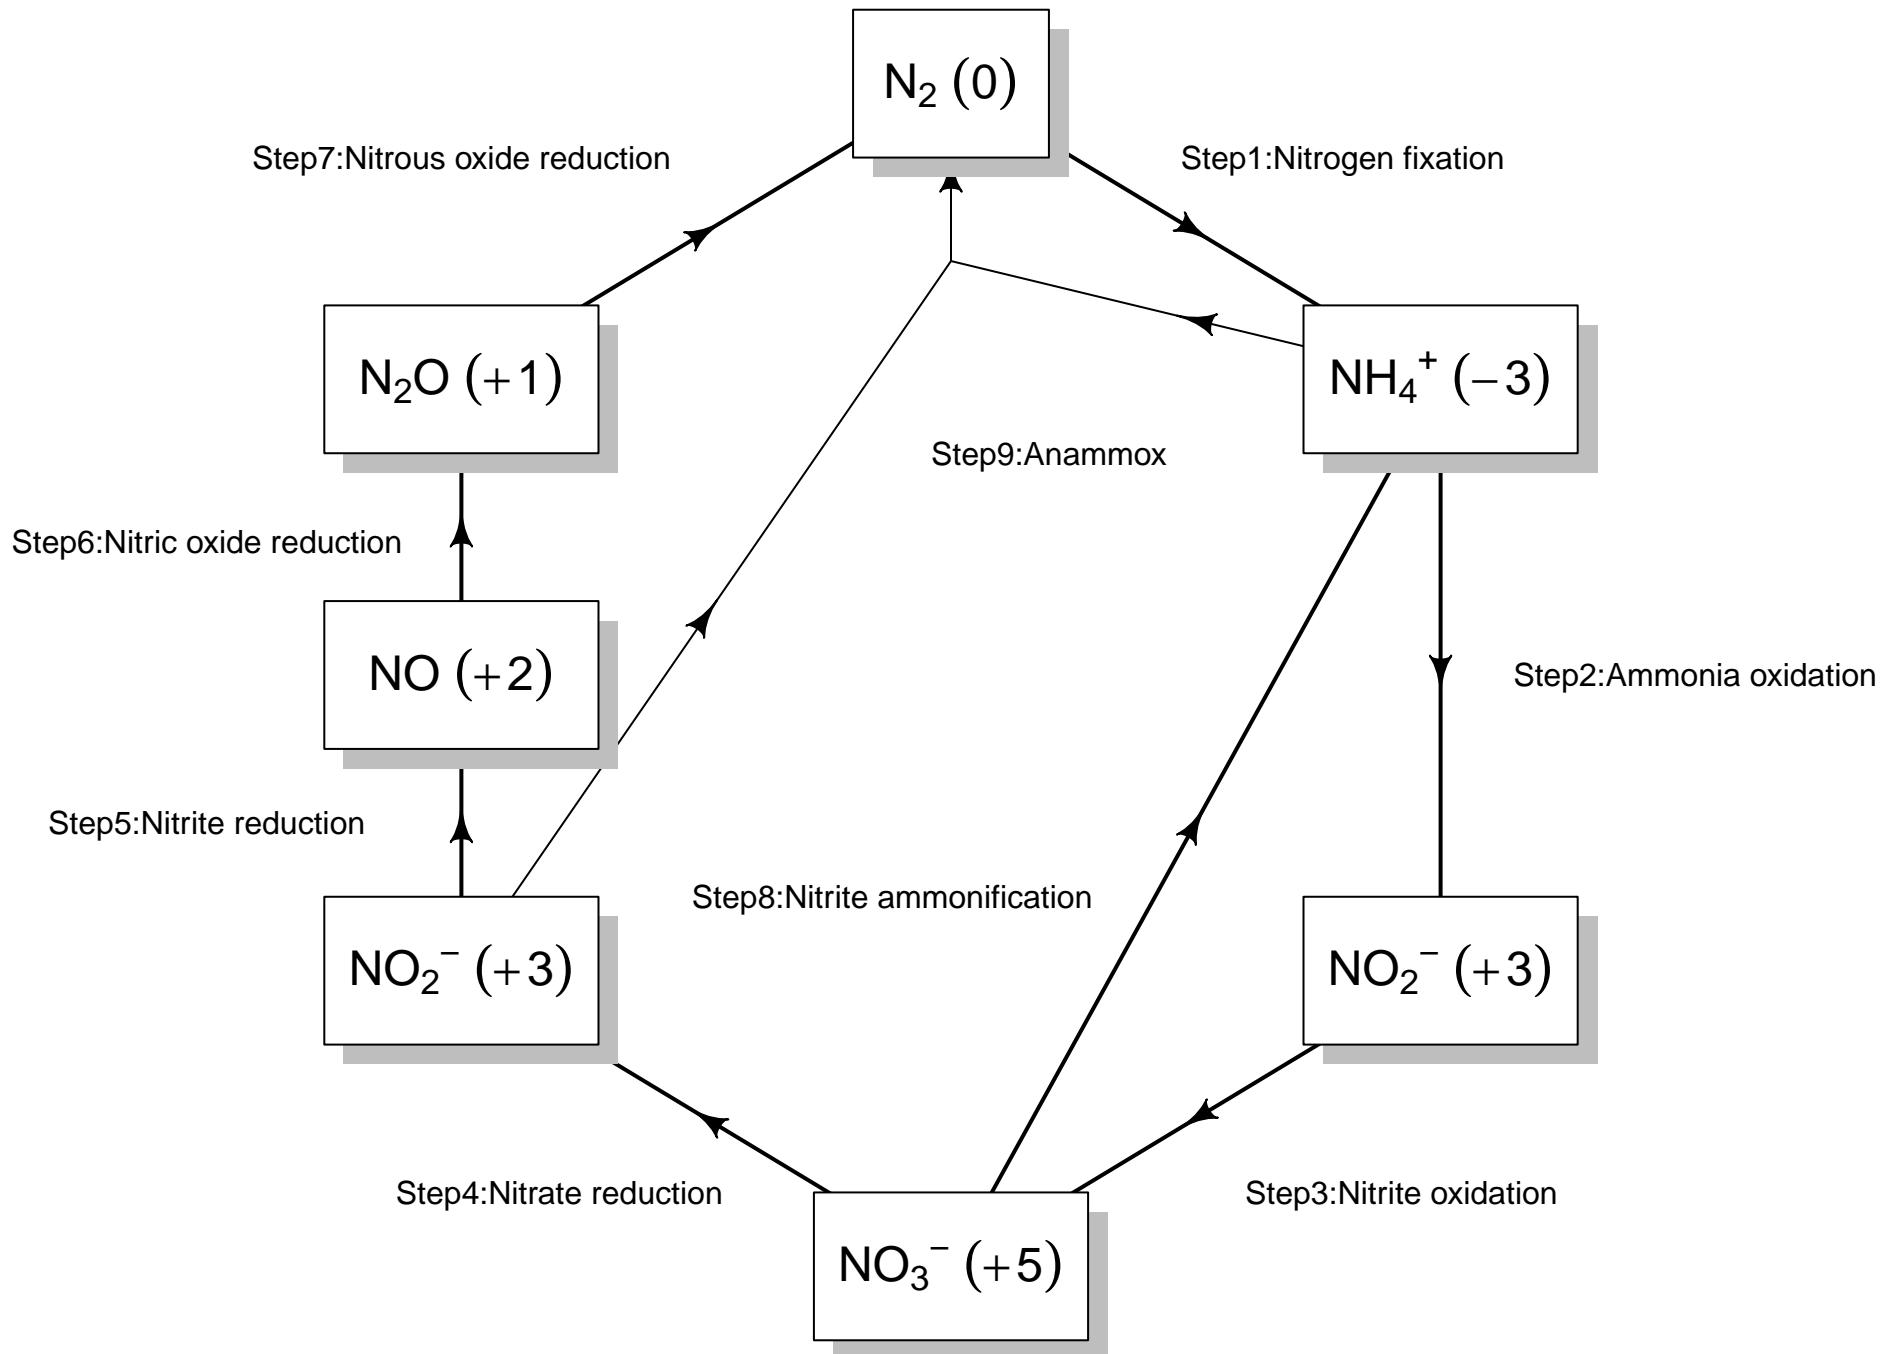 N₂ (0)
Step7:Nitrous oxide reduction
Step1:Nitrogen fixation
N₂O (+1)
NH₄⁺ (−3)
Step9:Anammox
Step6:Nitric oxide reduction
NO (+2)
Step2:Ammonia oxidation
Step5:Nitrite reduction
Step8:Nitrite ammonification
NO₂⁻ (+3)
NO₂⁻ (+3)
Step4:Nitrate reduction
Step3:Nitrite oxidation
NO₃⁻ (+5)